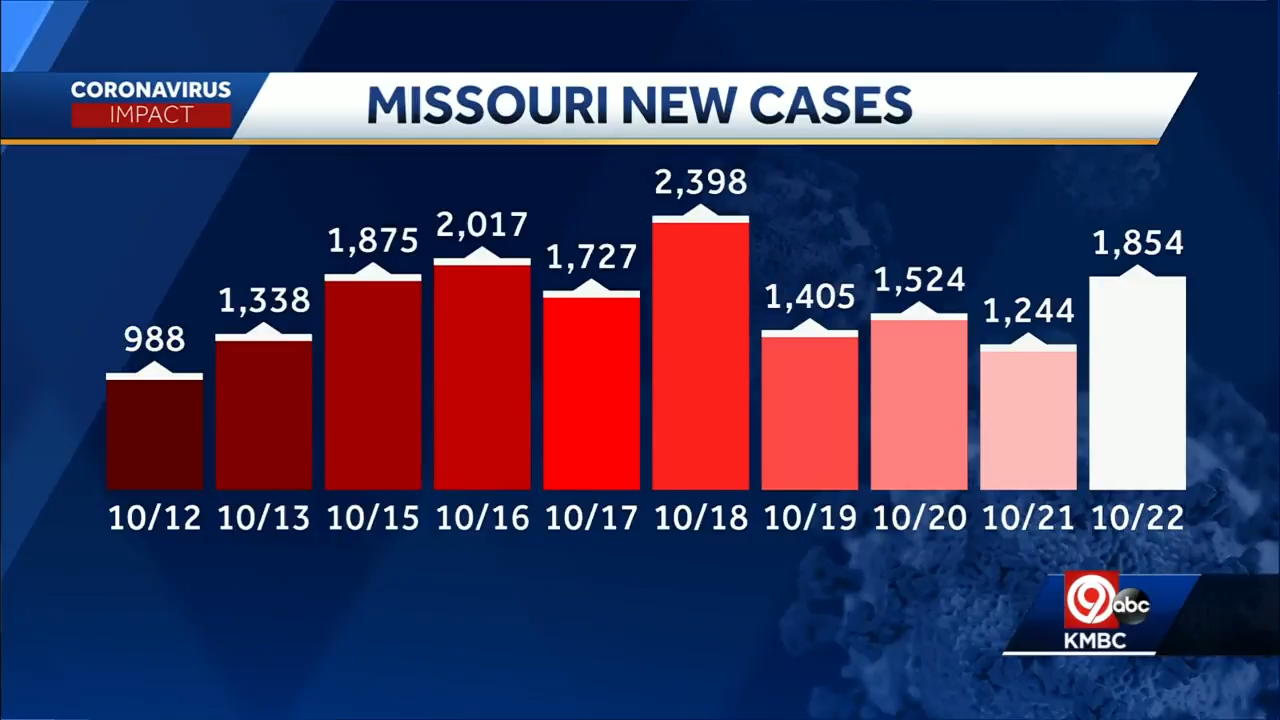 CORONAVIRUS
IMPACT
MISSOURI NEW CASES
988
1,338
1,875
2,017
1,727
2,398
1,405
1,524
1,244
1,854
10/12 10/13 10/15 10/16 10/17 10/18 10/19 10/20 10/21 10/22
9 abc
KMBC